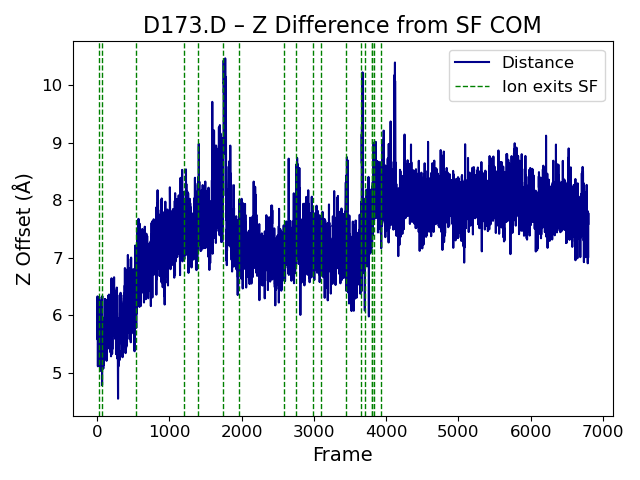 D173.D – Z Difference from SF COM
Distance
Ion exits SF
Z Offset (Å)
10
9
8
7
6
5
0 1000 2000 3000 4000 5000 6000 7000
Frame